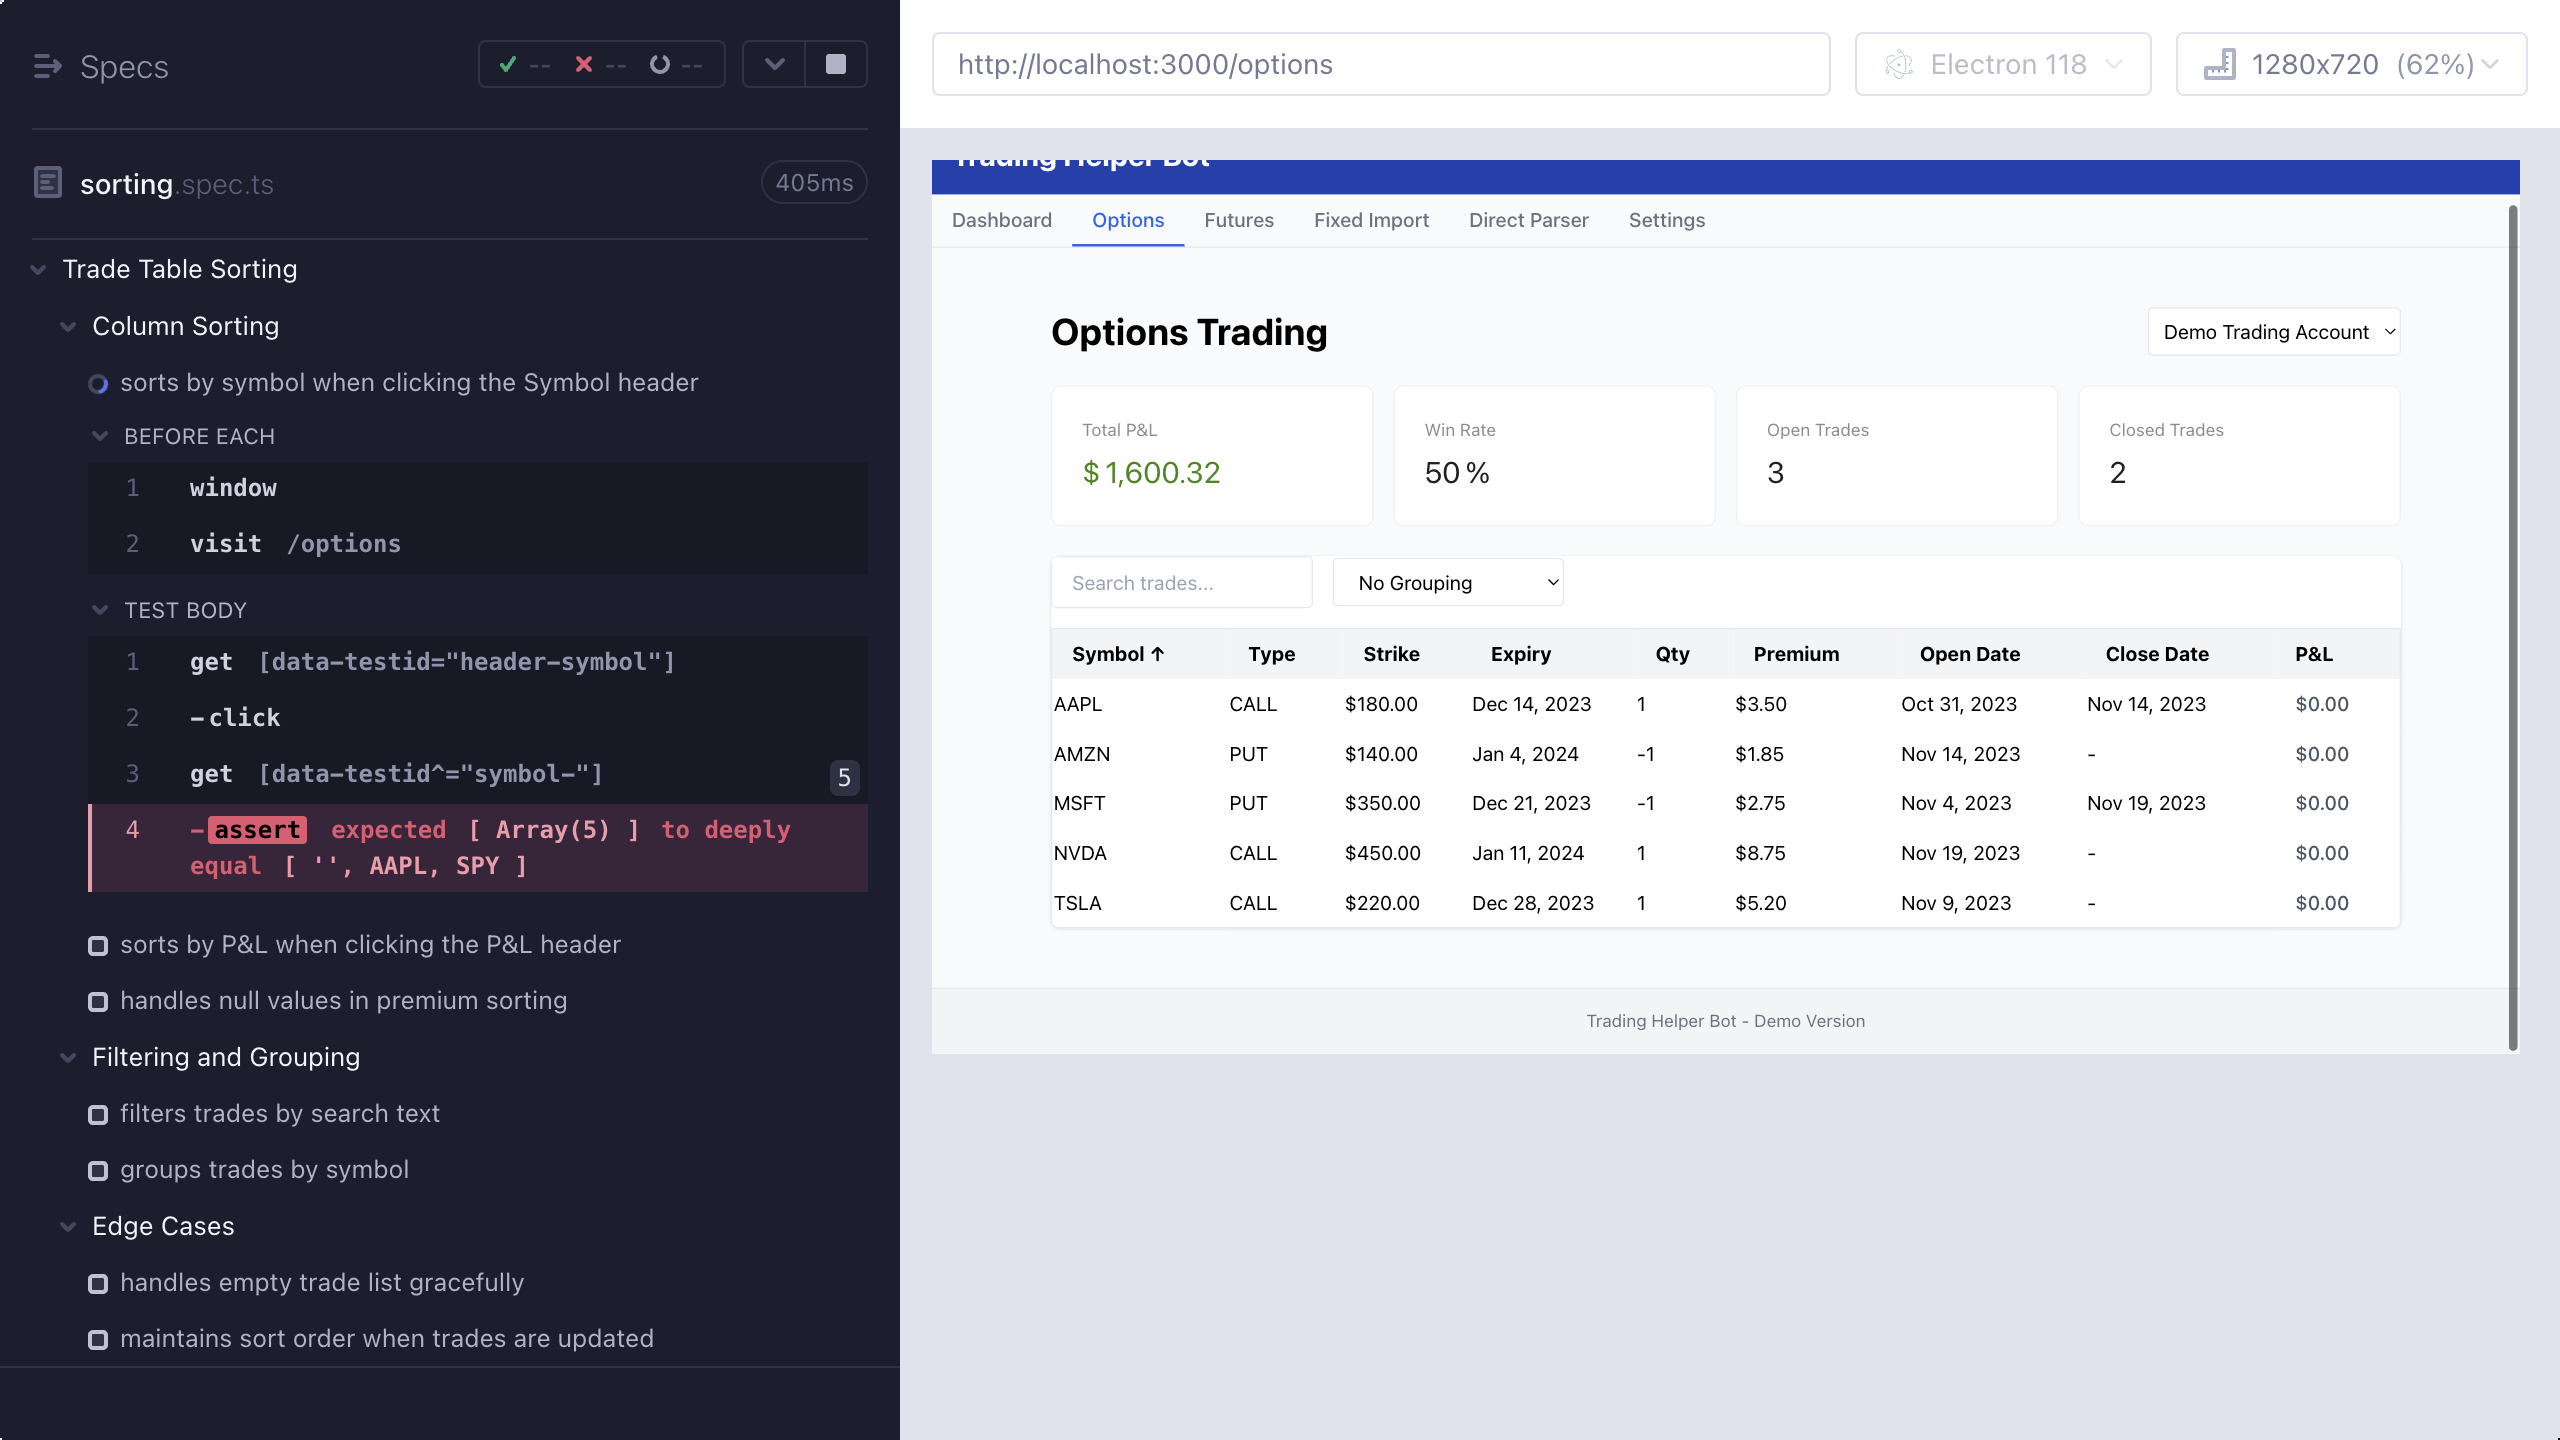 Specs
-- -- --
sorting.spec.ts 405ms
Trade Table Sorting
Column Sorting
sorts by symbol when clicking the Symbol header
BEFORE EACH
1 window
2 visit /options
TEST BODY
1 get [data-testid="header-symbol"]
2 -click
3 get [data-testid^="symbol-"] 5
4 -assert expected [ Array(5) ] to deeply
equal [ '', AAPL, SPY ]
sorts by P&L when clicking the P&L header
handles null values in premium sorting
Filtering and Grouping
filters trades by search text
groups trades by symbol
Edge Cases
handles empty trade list gracefully
maintains sort order when trades are updated
http://localhost:3000/options Electron 118 1280x720 (62%)
Trading Helper Bot
Dashboard Options Futures Fixed Import Direct Parser Settings
Options Trading Demo Trading Account
Total P&L Win Rate Open Trades Closed Trades
$ 1,600.32 50 % 3 2
Search trades... No Grouping
Symbol ↑ Type Strike Expiry Qty Premium Open Date Close Date P&L
AAPL CALL $180.00 Dec 14, 2023 1 $3.50 Oct 31, 2023 Nov 14, 2023 $0.00
AMZN PUT $140.00 Jan 4, 2024 -1 $1.85 Nov 14, 2023 - $0.00
MSFT PUT $350.00 Dec 21, 2023 -1 $2.75 Nov 4, 2023 Nov 19, 2023 $0.00
NVDA CALL $450.00 Jan 11, 2024 1 $8.75 Nov 19, 2023 - $0.00
TSLA CALL $220.00 Dec 28, 2023 1 $5.20 Nov 9, 2023 - $0.00
Trading Helper Bot - Demo Version